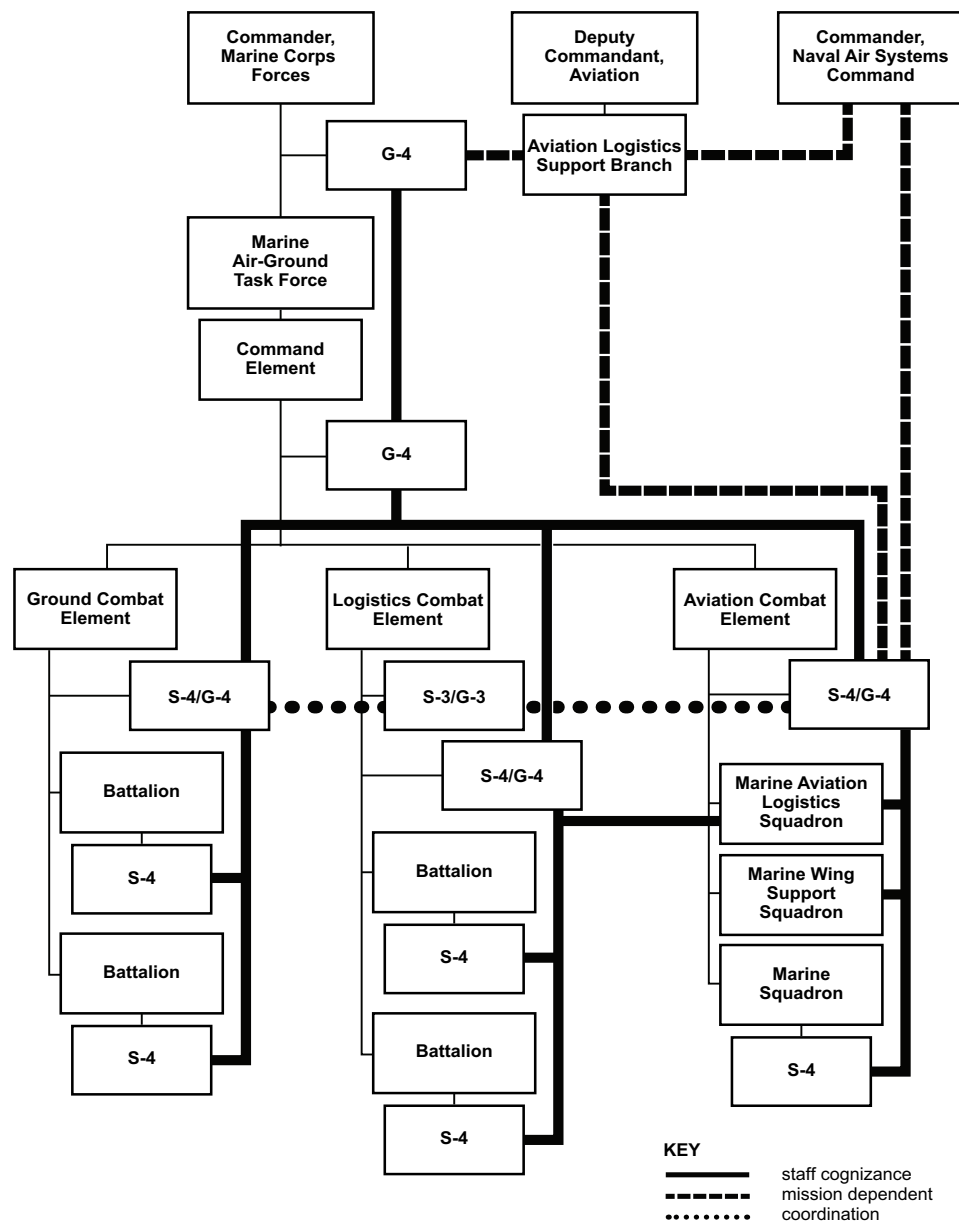 Commander,
Marine Corps
Forces
Deputy
Commandant,
Aviation
Commander,
Naval Air Systems
Command
G-4
Aviation Logistics
Support Branch
Marine
Air-Ground
Task Force
Command
Element
G-4
Ground Combat
Element
Logistics Combat
Element
Aviation Combat
Element
S-4/G-4
S-3/G-3
S-4/G-4
S-4/G-4
Battalion
S-4
Battalion
S-4
Battalion
S-4
Battalion
S-4
Marine Aviation
Logistics
Squadron
Marine Wing
Support
Squadron
Marine
Squadron
S-4
KEY
staff cognizance
mission dependent
coordination